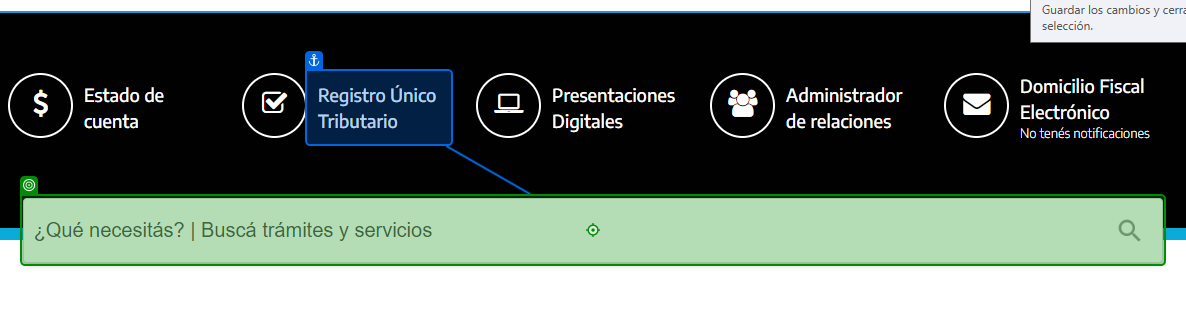 Guardar los cambios y cerra
selección.
Estado de
cuenta
Registro Único
Tributario
Presentaciones
Digitales
Administrador
de relaciones
Domicilio Fiscal
Electrónico
No tenés notificaciones
¿Qué necesitás? | Buscá trámites y servicios